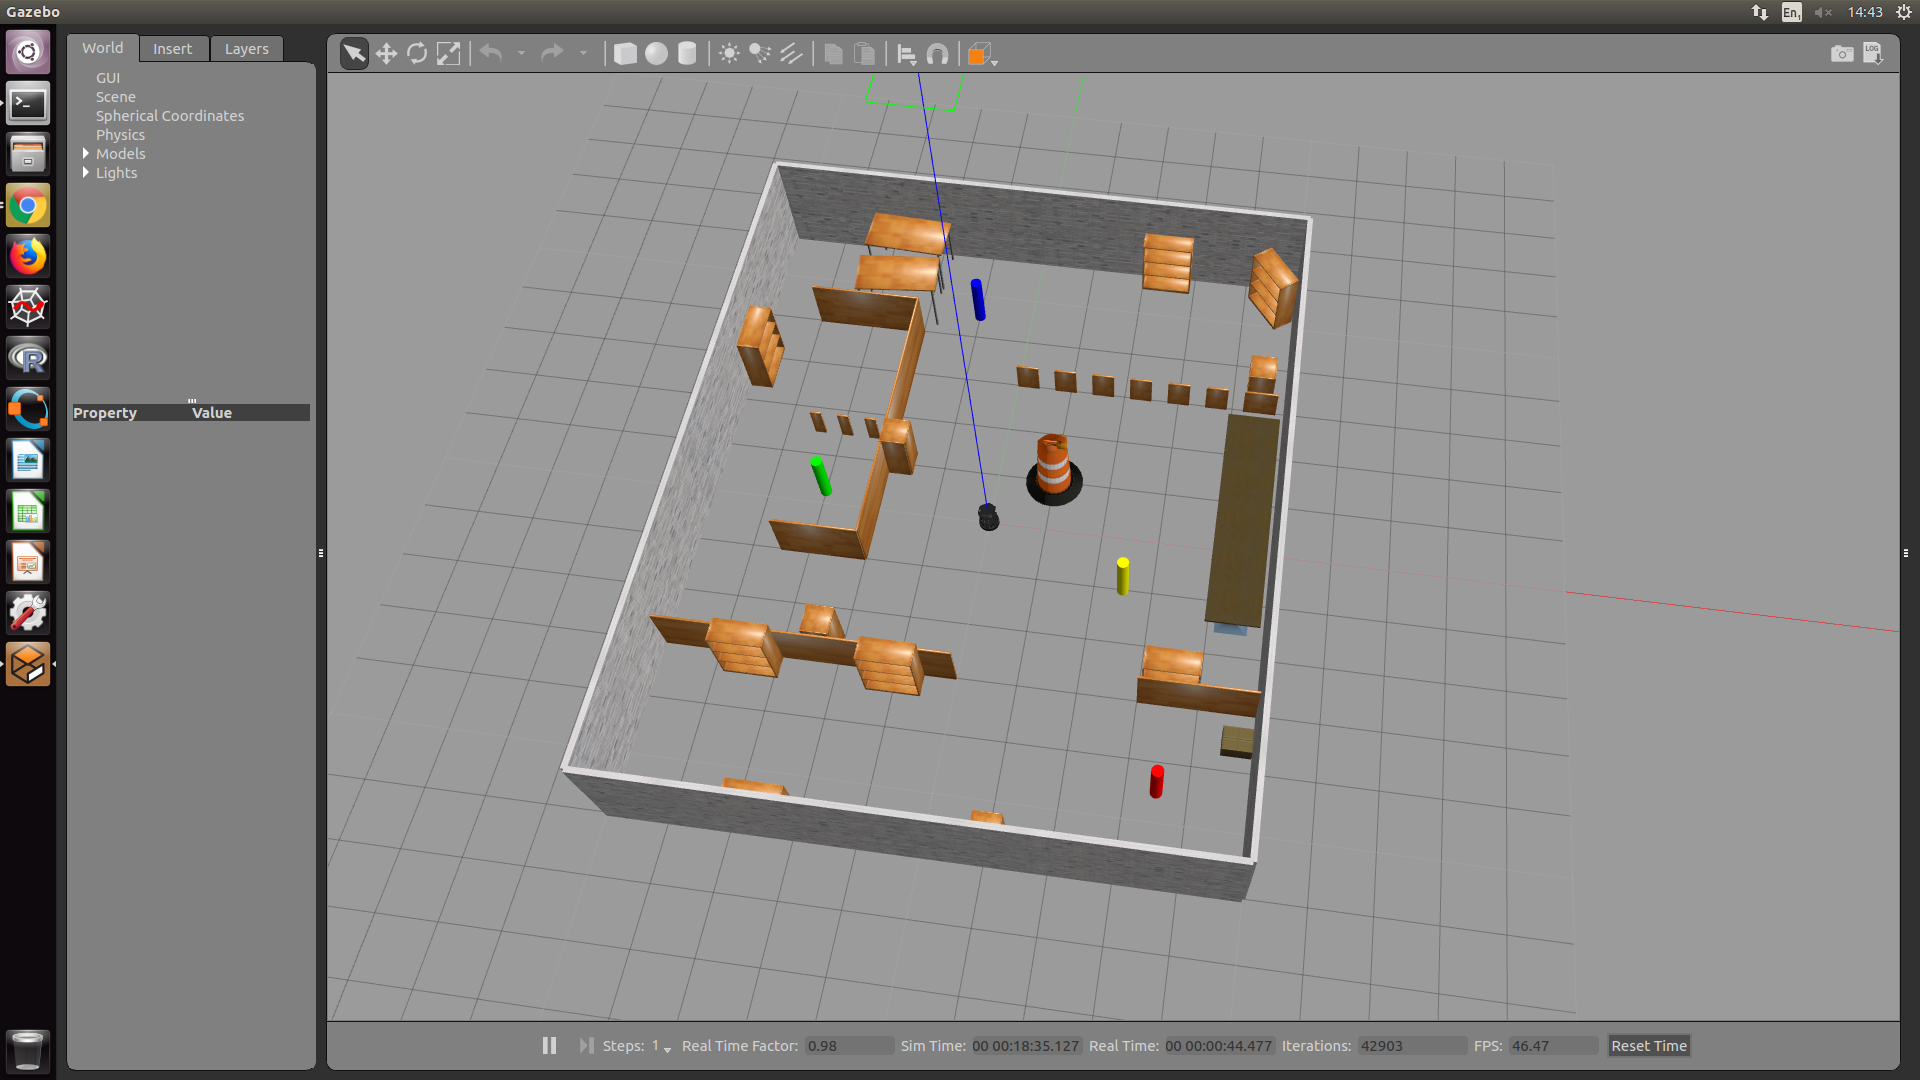 Gazebo
En1
14:43
World
Insert
Layers
LOG
GUI
Scene
Spherical Coordinates
Physics
Models
Lights
Property Value
Steps: 1 Real Time Factor: 0.98 Sim Time: 00 00:18:35.127 Real Time: 00 00:00:44.477 Iterations: 42903 FPS: 46.47 Reset Time